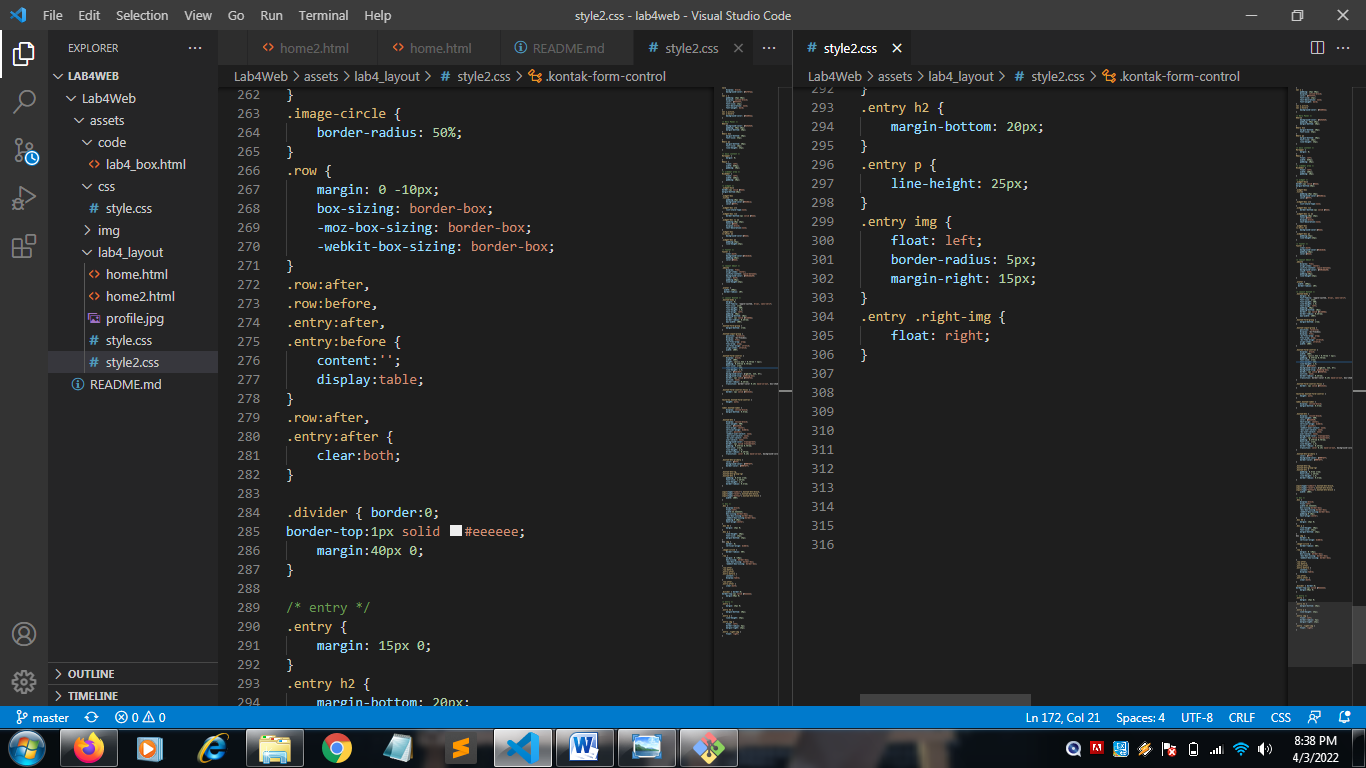 File Edit Selection View Go Run Terminal Help
style2.css - lab4web - Visual Studio Code
EXPLORER
LAB4WEB
Lab4Web
assets
code
lab4_box.html
css
style.css
img
lab4_layout
home.html
home2.html
profile.jpg
style.css
style2.css
README.md
OUTLINE
TIMELINE
home2.html home.html README.md style2.css
Lab4Web > assets > lab4_layout > # style2.css > .kontak-form-control
262 }
263 .image-circle {
264 border-radius: 50%;
265 }
266 .row {
267 margin: 0 -10px;
268 box-sizing: border-box;
269 -moz-box-sizing: border-box;
270 -webkit-box-sizing: border-box;
271 }
272 .row:after,
273 .row:before,
274 .entry:after,
275 .entry:before {
276 content:'';
277 display:table;
278 }
279 .row:after,
280 .entry:after {
281 clear:both;
282 }
283
284 .divider { border:0;
285 border-top:1px solid #eeeeee;
286 margin:40px 0;
287 }
288
289 /* entry */
290 .entry {
291 margin: 15px 0;
292 }
293 .entry h2 {
294 margin-bottom: 20px;
# style2.css
Lab4Web > assets > lab4_layout > # style2.css > .kontak-form-control
292 }
293 .entry h2 {
294 margin-bottom: 20px;
295 }
296 .entry p {
297 line-height: 25px;
298 }
299 .entry img {
300 float: left;
301 border-radius: 5px;
302 margin-right: 15px;
303 }
304 .entry .right-img {
305 float: right;
306 }
307
308
309
310
311
312
313
314
315
316
master 0 0
Ln 172, Col 21 Spaces: 4 UTF-8 CRLF CSS
8:38 PM
4/3/2022